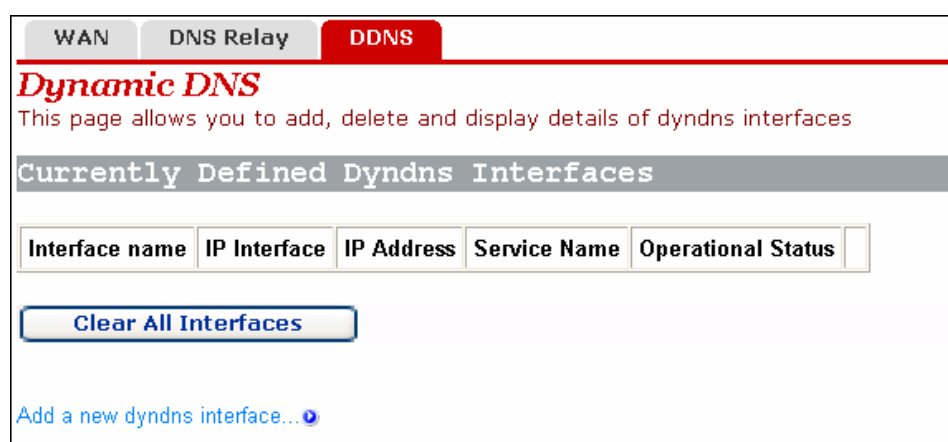 WAN DNS Relay DDNS
Dynamic DNS
This page allows you to add, delete and display details of dyndns interfaces
Currently Defined Dyndns Interfaces
Interface name IP Interface IP Address Service Name Operational Status
Clear All Interfaces
Add a new dyndns interface...